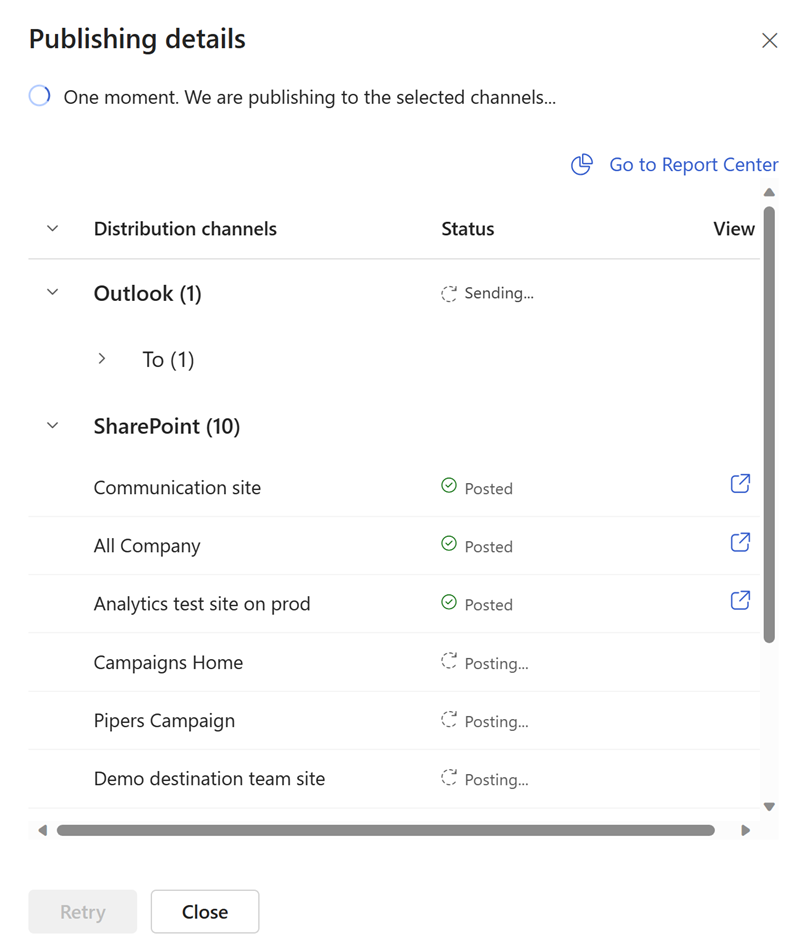 Publishing details
One moment. We are publishing to the selected channels...
Go to Report Center
Distribution channels Status View
Outlook (1) Sending...
To (1)
SharePoint (10)
Communication site Posted
All Company Posted
Analytics test site on prod Posted
Campaigns Home Posting...
Pipers Campaign Posting...
Demo destination team site Posting...
Retry Close